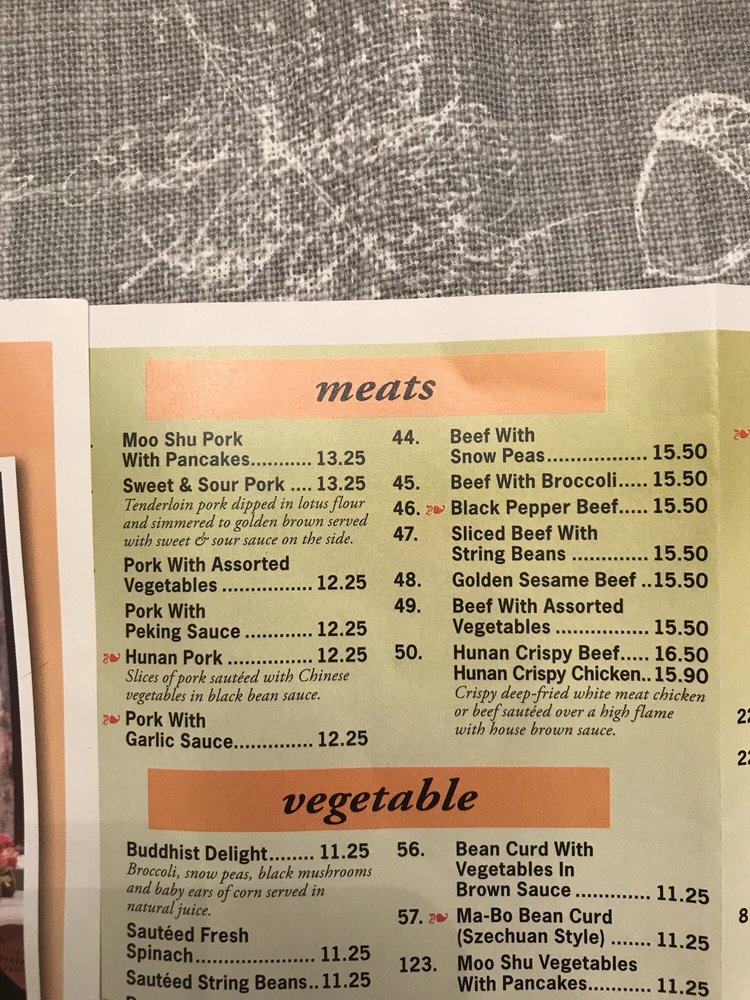 meats
Moo Shu Pork
With Pancakes........... 13.25
Sweet & Sour Pork .... 13.25
Tenderloin pork dipped in lotus flour
and simmered to golden brown served
with sweet & sour sauce on the side.
Pork With Assorted
Vegetables ................ 12.25
Pork With
Peking Sauce ............ 12.25
Hunan Pork .............. 12.25
Slices of pork sautéed with Chinese
vegetables in black bean sauce.
Pork With
Garlic Sauce.............. 12.25
44. Beef With
Snow Peas.................. 15.50
45. Beef With Broccoli..... 15.50
46. Black Pepper Beef..... 15.50
47. Sliced Beef With
String Beans .............. 15.50
48. Golden Sesame Beef ..15.50
49. Beef With Assorted
Vegetables ................. 15.50
50. Hunan Crispy Beef..... 16.50
Hunan Crispy Chicken.. 15.90
Crispy deep-fried white meat chicken
or beef sautéed over a high flame
with house brown sauce.
vegetable
Buddhist Delight........ 11.25
Broccoli, snow peas, black mushrooms
and baby ears of corn served in
natural juice.
Sautéed Fresh
Spinach..................... 11.25
Sautéed String Beans.. 11.25
56. Bean Curd With
Vegetables In
Brown Sauce ............. 11.25
57. Ma-Bo Bean Curd
(Szechuan Style) ....... 11.25
123. Moo Shu Vegetables
With Pancakes........... 11.25